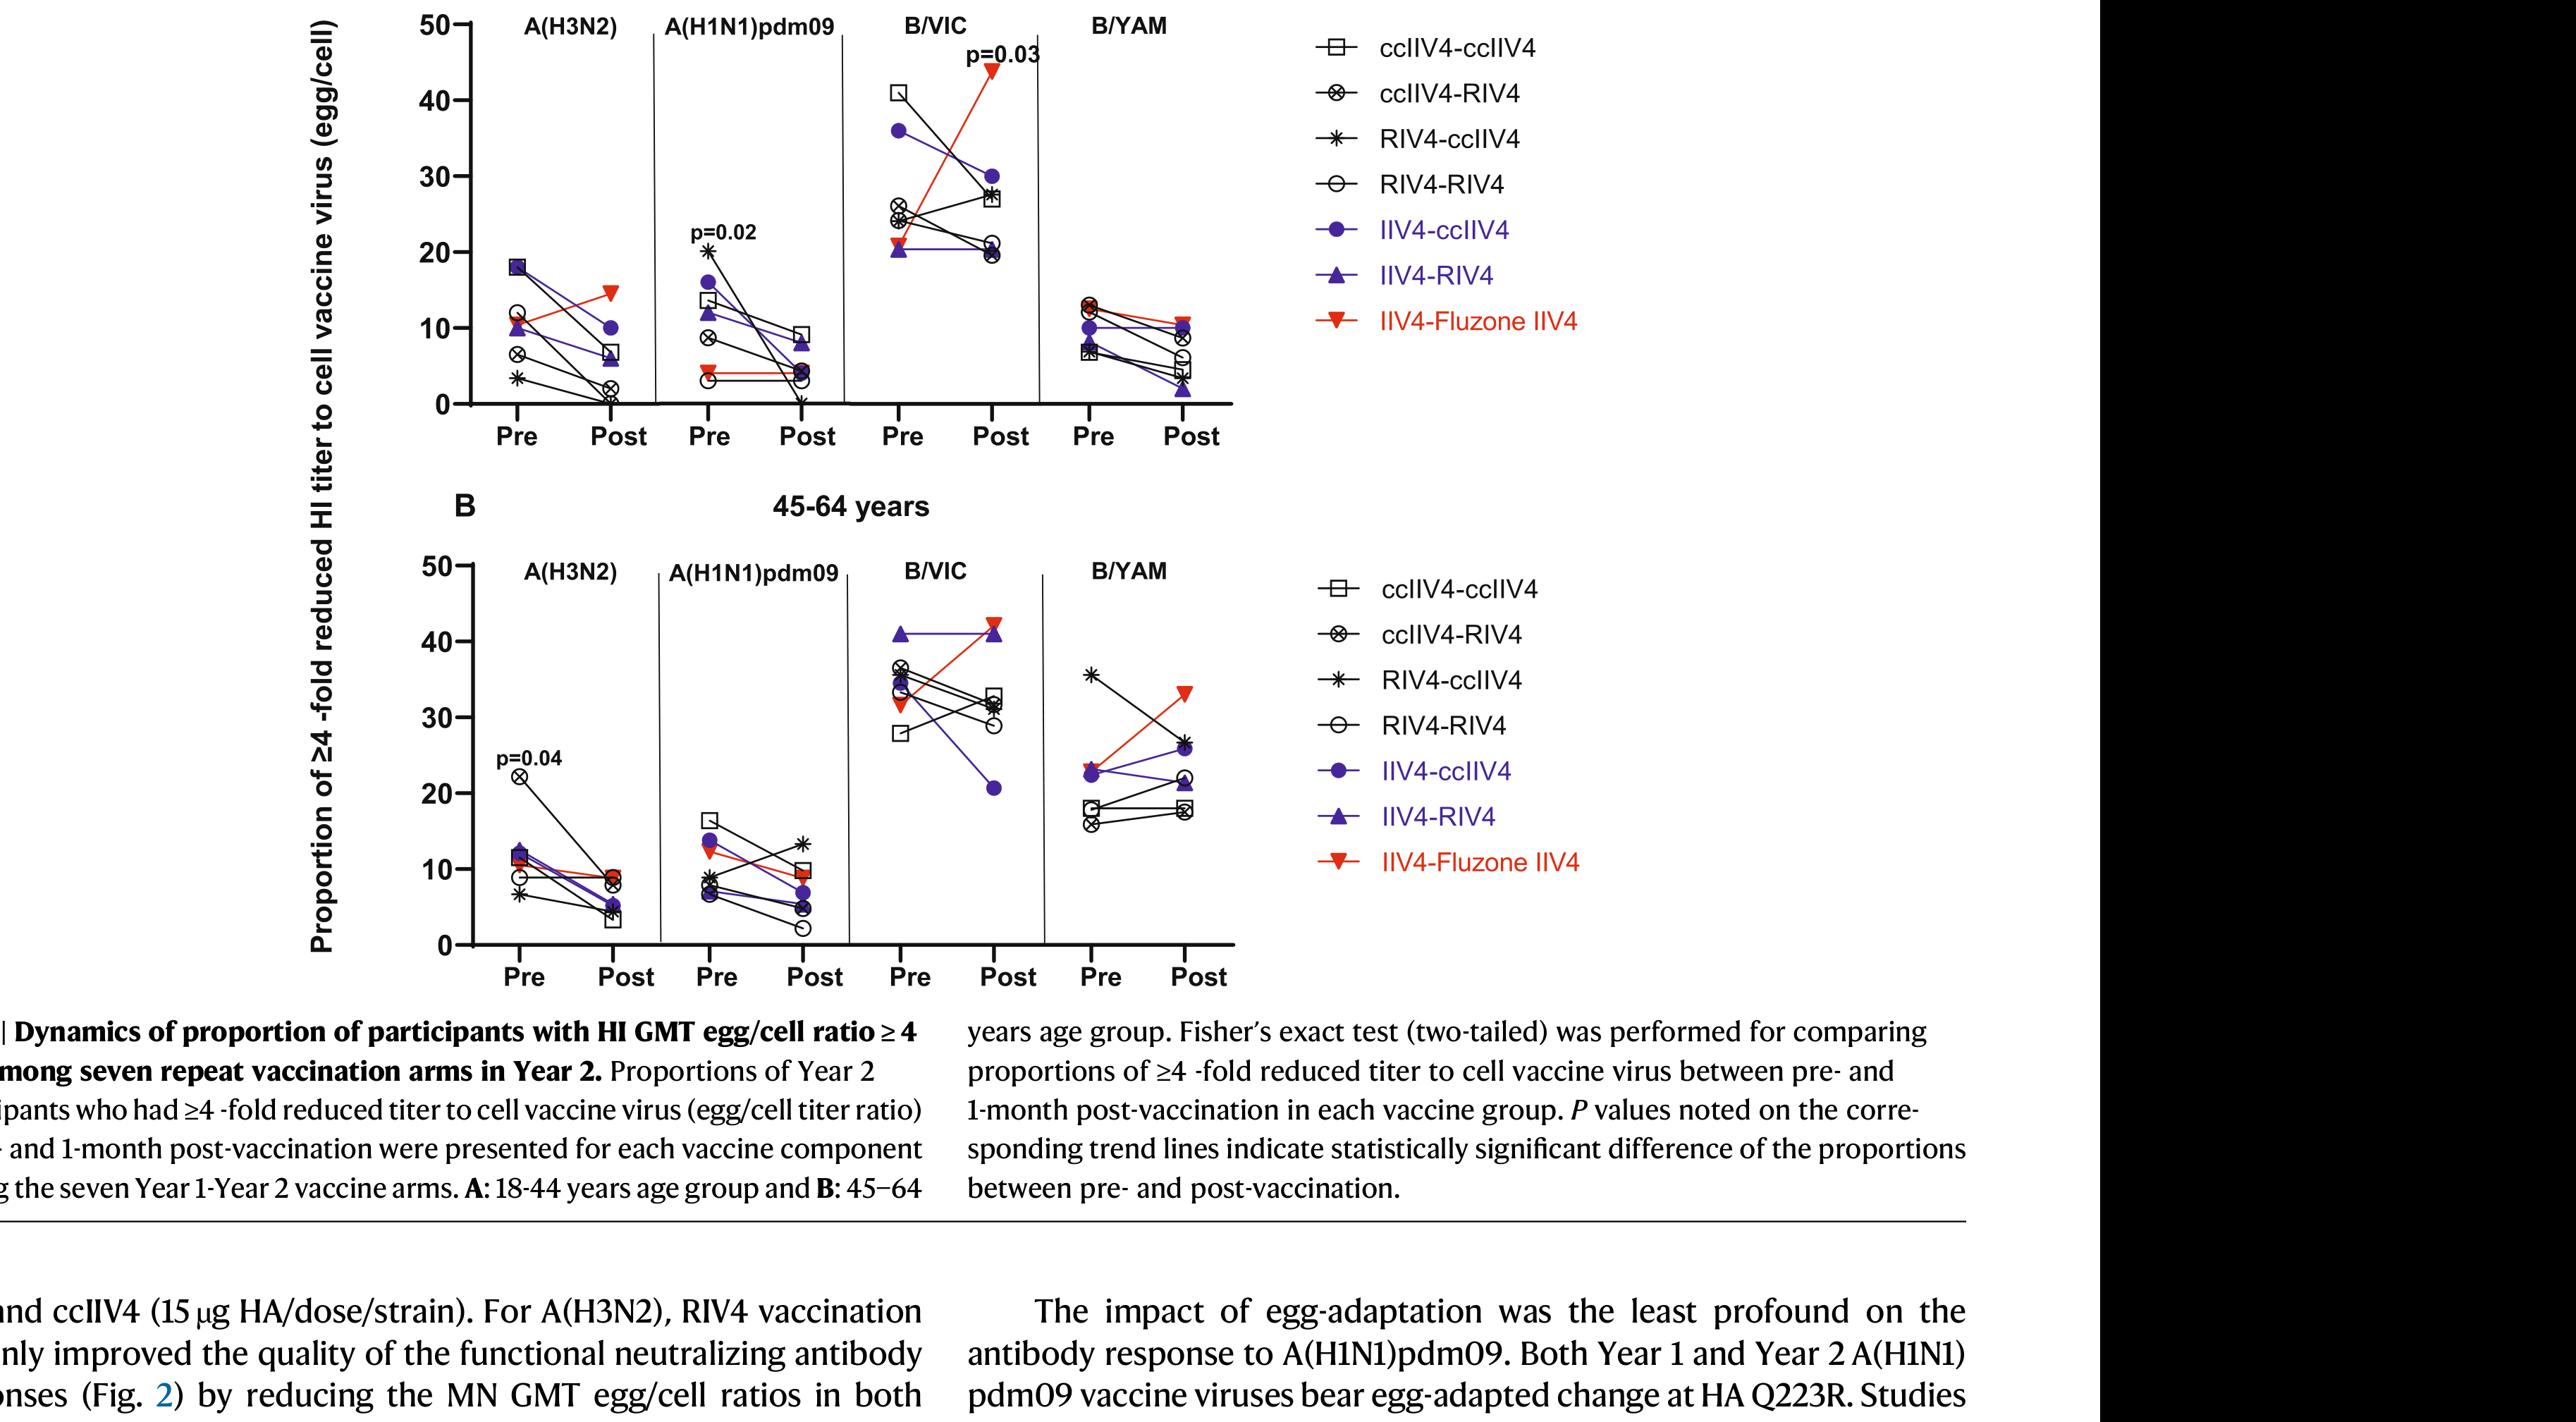 Proportion of ≥4 -fold reduced HI titer to cell vaccine virus (egg/cell)
50
40
30
20
10
0
A(H3N2)
A(H1N1)pdm09
B/VIC
B/YAM
p=0.02
p=0.03
Pre Post Pre Post Pre Post Pre Post
ccIIV4-ccIIV4
ccIIV4-RIV4
RIV4-ccIIV4
RIV4-RIV4
IIV4-ccIIV4
IIV4-RIV4
IIV4-Fluzone IIV4
B
45-64 years
50
40
30
20
10
0
A(H3N2)
A(H1N1)pdm09
B/VIC
B/YAM
p=0.04
Pre Post Pre Post Pre Post Pre Post
ccIIV4-ccIIV4
ccIIV4-RIV4
RIV4-ccIIV4
RIV4-RIV4
IIV4-ccIIV4
IIV4-RIV4
IIV4-Fluzone IIV4
| Dynamics of proportion of participants with HI GMT egg/cell ratio ≥ 4
seven repeat vaccination arms in Year 2. Proportions of Year 2
who had ≥4 -fold reduced titer to cell vaccine virus (egg/cell titer ratio)
- and 1-month post-vaccination were presented for each vaccine component
the seven Year 1-Year 2 vaccine arms. A: 18-44 years age group and B: 45–64
years age group. Fisher's exact test (two-tailed) was performed for comparing
proportions of ≥4 -fold reduced titer to cell vaccine virus between pre- and
1-month post-vaccination in each vaccine group. P values noted on the corre-
sponding trend lines indicate statistically significant difference of the proportions
between pre- and post-vaccination.
and ccIIV4 (15 μg HA/dose/strain). For A(H3N2), RIV4 vaccination
improved the quality of the functional neutralizing antibody
(Fig. 2) by reducing the MN GMT egg/cell ratios in both
The impact of egg-adaptation was the least profound on the
antibody response to A(H1N1)pdm09. Both Year 1 and Year 2 A(H1N1)
pdm09 vaccine viruses bear egg-adapted change at HA Q223R. Studies